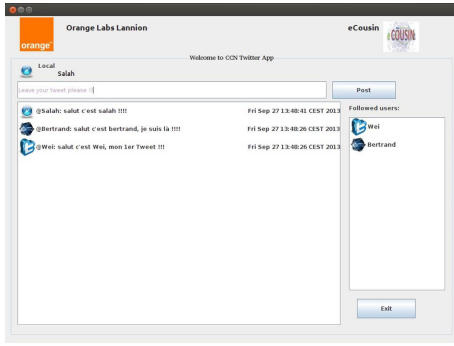 Orange Labs Lannion
eCousin
orange
eCOUSIN
Welcome to CCN Twitter App
Local
Salah
Leave your tweet please !!
Post
@Salah: salut c'est salah !!!!
Fri Sep 27 13:48:41 CEST 2013
@Bertrand: salut c'est bertrand, je suis là !!!!
Fri Sep 27 13:48:26 CEST 2013
@Wei: salut c'est Wei, mon 1er Tweet !!!
Fri Sep 27 13:48:26 CEST 2013
Followed users:
Wei
Bertrand
Exit